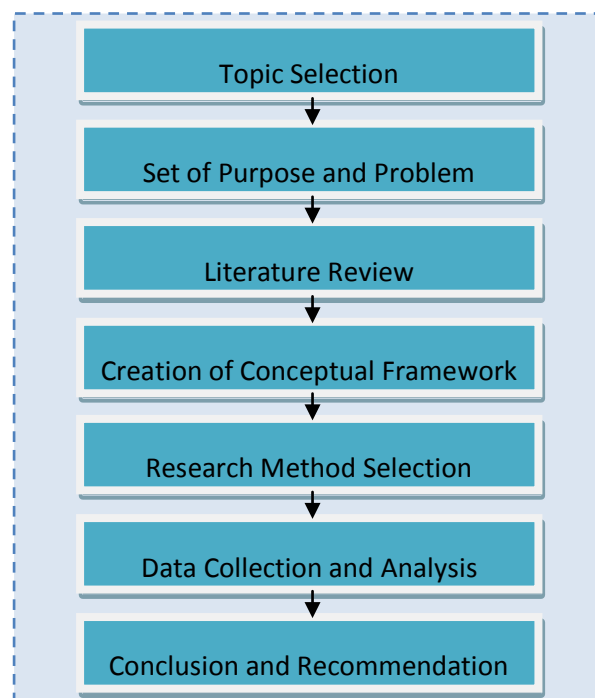 Topic Selection
Set of Purpose and Problem
Literature Review
Creation of Conceptual Framework
Research Method Selection
Data Collection and Analysis
Conclusion and Recommendation